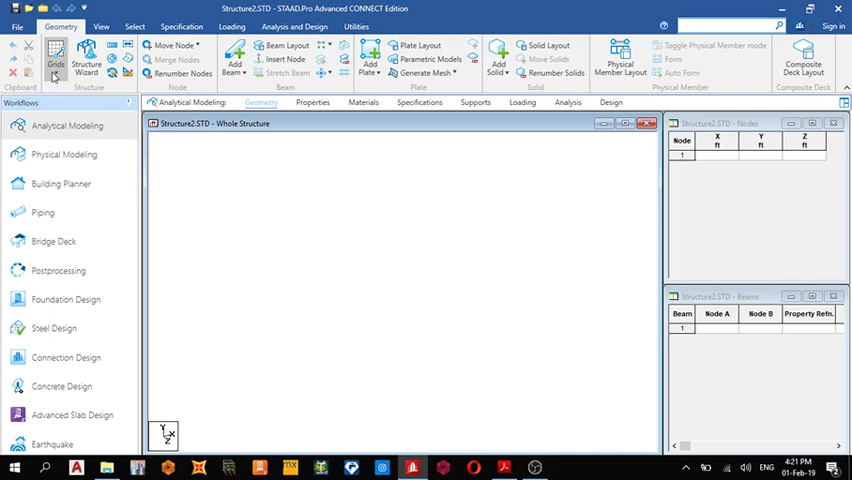 Structure2.STD - STAAD.Pro Advanced CONNECT Edition
File Geometry View Select Specification Loading Analysis and Design Utilities
Sign in
Grids
Structure Wizard
Move Node
Merge Nodes
Renumber Nodes
Add Beam
Beam Layout
Insert Node
Stretch Beam
Add Plate
Plate Layout
Parametric Models
Generate Mesh
Add Solid
Solid Layout
Renumber Solids
Physical Member Layout
Toggle Physical Member mode
Form
Auto Form
Composite Deck Layout
Clipboard Structure Node Beam Plate Solid Physical Member
Workflows
Analytical Modeling: Geometry Properties Materials Specifications Supports Loading Analysis Design
Analytical Modeling
Physical Modeling
Building Planner
Piping
Bridge Deck
Postprocessing
Foundation Design
Steel Design
Connection Design
Concrete Design
Advanced Slab Design
Earthquake
Structure2.STD - Whole Structure
Y
X
Z
Structure2.STD - Nodes
Node X ft Y ft Z ft
1
Structure2.STD - Beams
Beam Node A Node B Property Refn.
1
ENG
4:21 PM
01-Feb-19
2